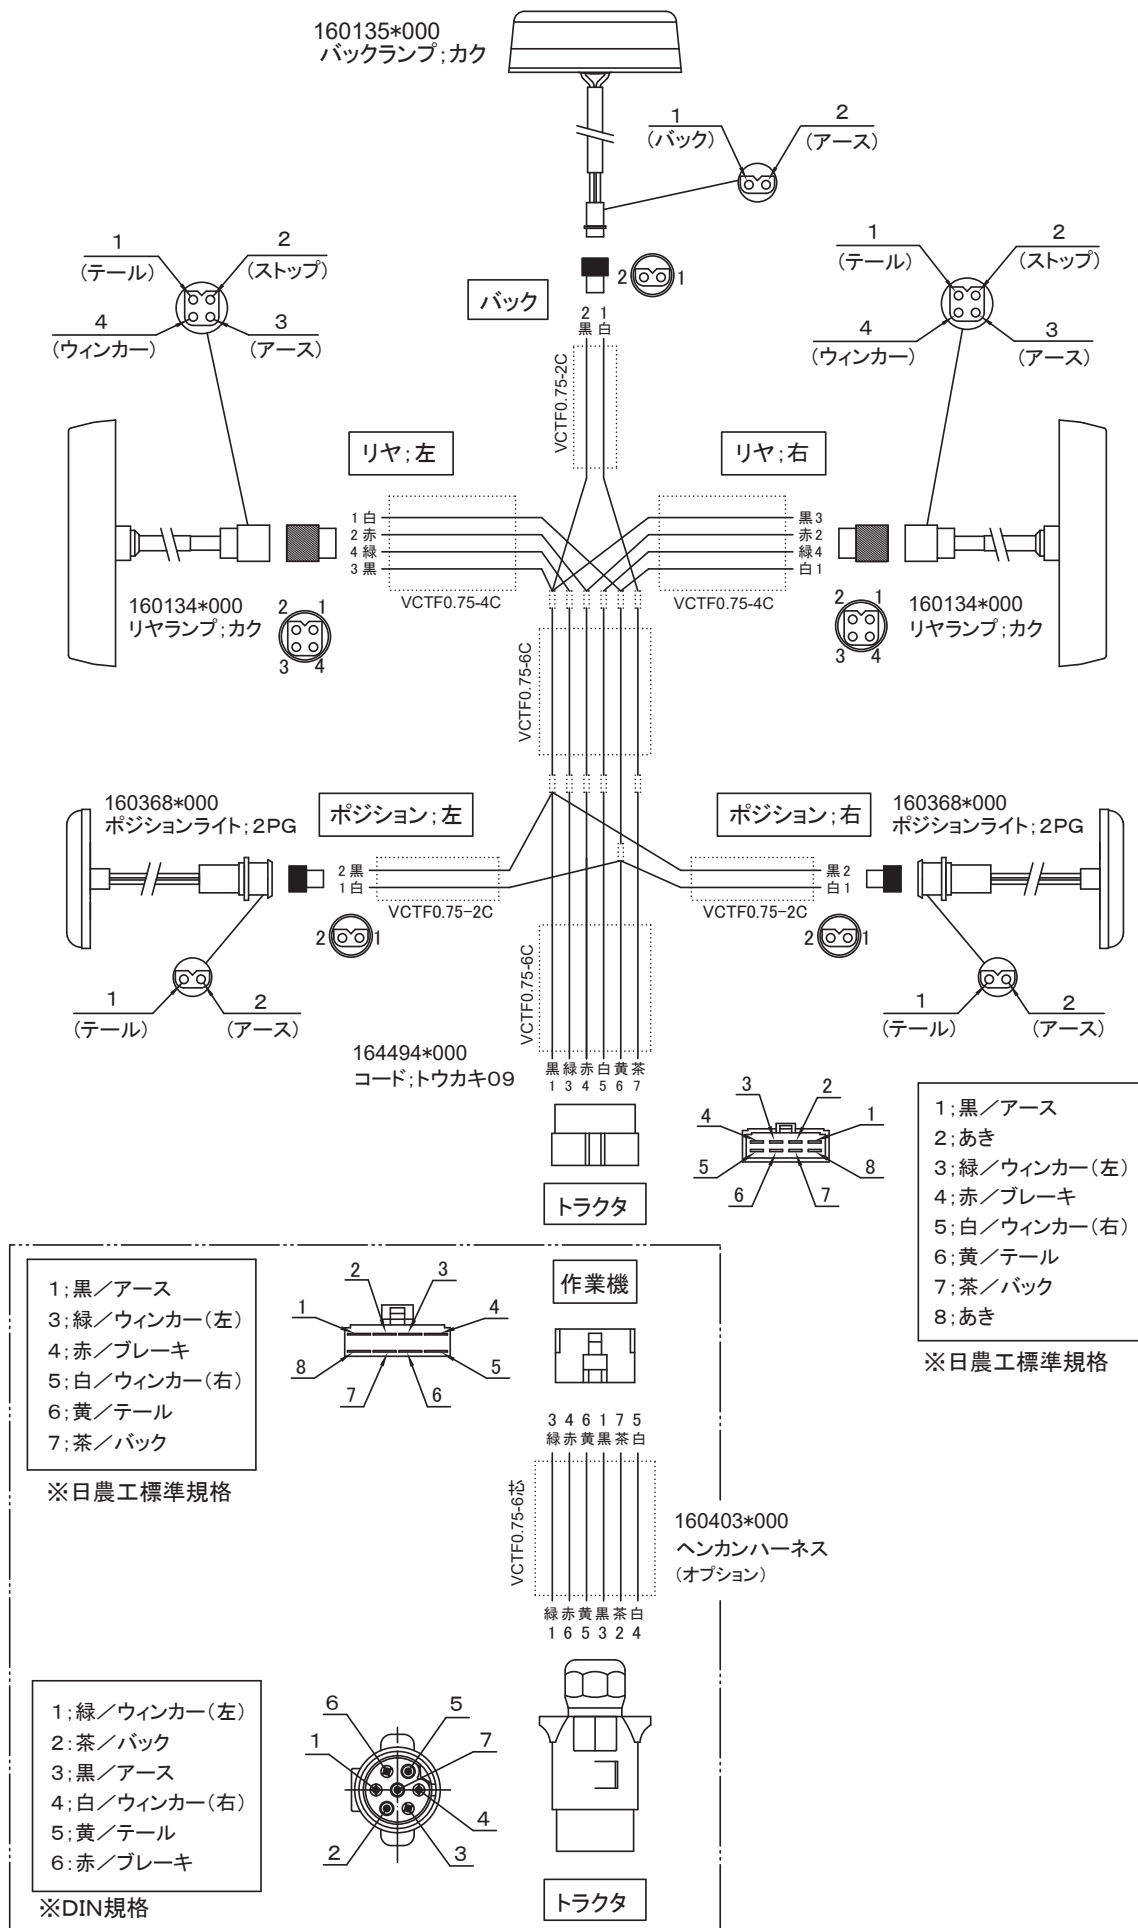 160135*000
バックランプ;カク
1
(バック)
2
(アース)
1
(テール)
2
(ストップ)
4
(ウィンカー)
3
(アース)
1
(テール)
2
(ストップ)
4
(ウィンカー)
3
(アース)
バック
2 1
2 1
黒 白
VCTF0.75-2C
リヤ;左
リヤ;右
1 白
2 赤
4 緑
3 黒
VCTF0.75-4C
黒 3
赤 2
緑 4
白 1
VCTF0.75-4C
160134*000
リヤランプ;カク
2 1
3 4
2 1
3 4
160134*000
リヤランプ;カク
VCTF0.75-6C
160368*000
ポジションライト;2PG
ポジション;左
ポジション;右
160368*000
ポジションライト;2PG
2 黒
1 白
VCTF0.75-2C
黒 2
白 1
VCTF0.75-2C
2 1
2 1
1
(テール)
2
(アース)
1
(テール)
2
(アース)
VCTF0.75-6C
164494*000
コード;トウカキ09
黒 緑 赤 白 黄 茶
1 3 4 5 6 7
トラクタ
3 2
4 1
5 8
6 7
1;黒/アース
2;あき
3;緑/ウィンカー(左)
4;赤/ブレーキ
5;白/ウィンカー(右)
6;黄/テール
7;茶/バック
8;あき
※日農工標準規格
1;黒/アース
3;緑/ウィンカー(左)
4;赤/ブレーキ
5;白/ウィンカー(右)
6;黄/テール
7;茶/バック
※日農工標準規格
2 3
1 4
8 5
7 6
作業機
3 4 6 1 7 5
緑 赤 黄 黒 茶 白
VCTF0.75-6芯
160403*000
ヘンカンハーネス
(オプション)
緑 赤 黄 黒 茶 白
1 6 5 3 2 4
1;緑/ウィンカー(左)
2:茶/バック
3;黒/アース
4;白/ウィンカー(右)
5;黄/テール
6:赤/ブレーキ
※DIN規格
6 5
1 7
4
2 3
トラクタ